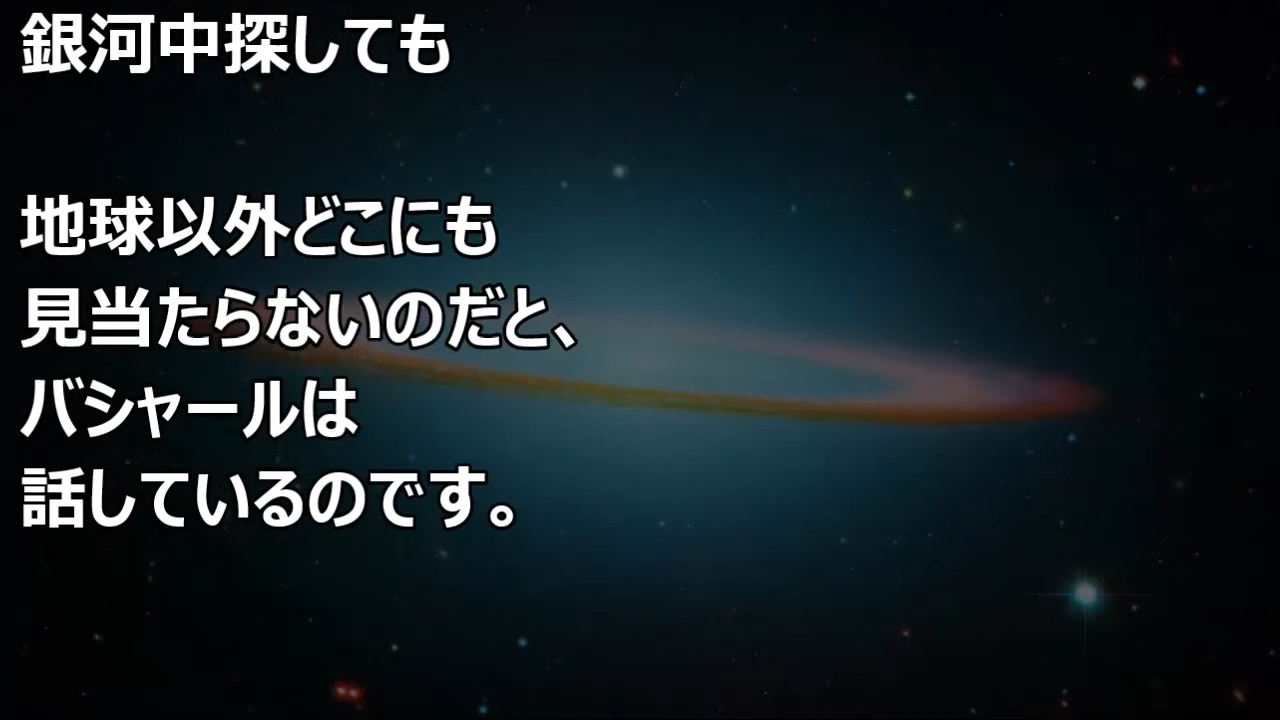 銀河中探しても
地球以外どこにも
見当たらないのだと、
バシャールは
話しているのです。